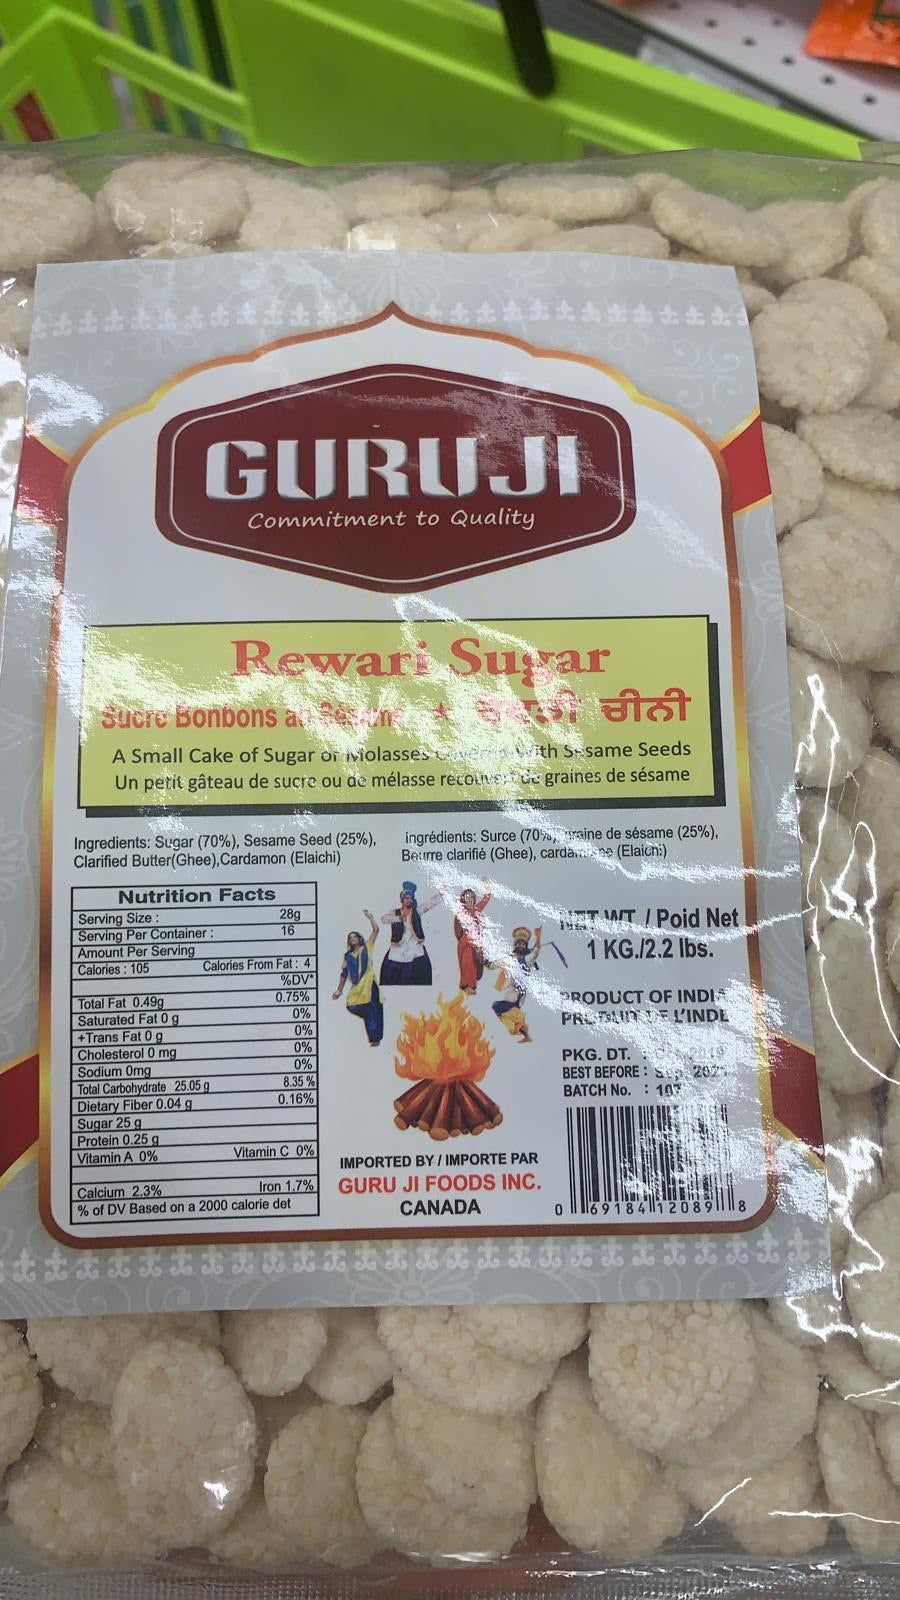 GURUJI
Commitment to Quality
Rewari Sugar
Sucre Bonbons au Sésame ★ ਰੇਵੜੀ ਚੀਨੀ
A Small Cake of Sugar or Molasses Covered With Sesame Seeds
Un petit gâteau de sucre ou de mélasse recouvert de graines de sésame
Ingredients: Sugar (70%), Sesame Seed (25%),
Clarified Butter(Ghee),Cardamon (Elaichi)
ingrédients: Surce (70%), graine de sésame (25%),
Beurre clarifié (Ghee), (Elaichi)
Nutrition Facts
Serving Size : 28g
Serving Per Container : 16
Amount Per Serving
Calories : 105 Calories From Fat : 4
%DV*
Total Fat 0.49g 0.75%
Saturated Fat 0 g 0%
+Trans Fat 0 g 0%
Cholesterol 0 mg 0%
Sodium 0mg 0%
Total Carbohydrate 25.05 g 8.35 %
Dietary Fiber 0.04 g 0.16%
Sugar 25 g
Protein 0.25 g
Vitamin A 0% Vitamin C 0%
Calcium 2.3% Iron 1.7%
% of DV Based on a 2000 calorie det
NET WT. / Poid Net
1 KG./2.2 lbs.
PRODUCT OF INDIA
PRODUIT DE L'INDE
PKG. DT. :
BEST BEFORE : Sep
BATCH No. :
IMPORTED BY / IMPORTE PAR
GURU JI FOODS INC.
CANADA
0 69184 12089 8